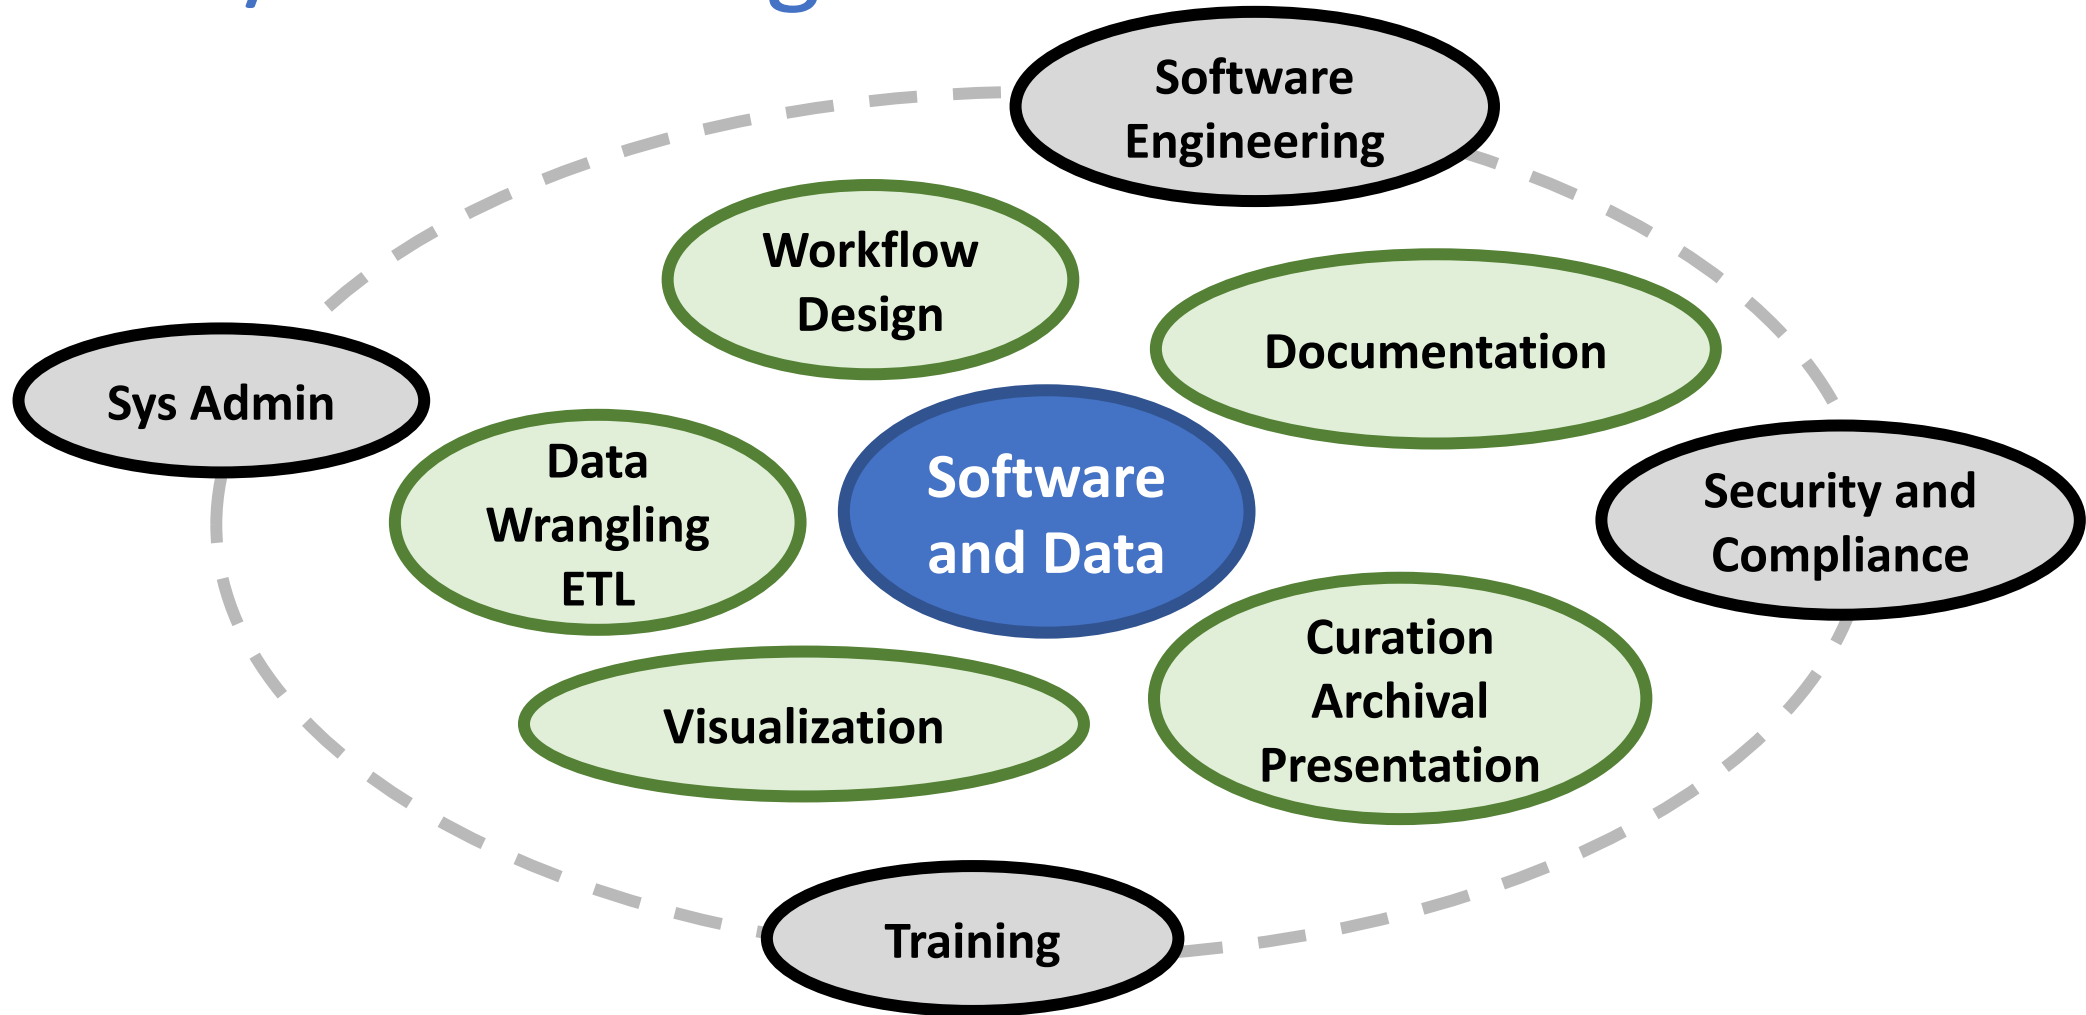 Software
Engineering
Workflow
Design
Documentation
Sys Admin
Data
Wrangling
ETL
Software
and Data
Security and
Compliance
Curation
Archival
Presentation
Visualization
Training